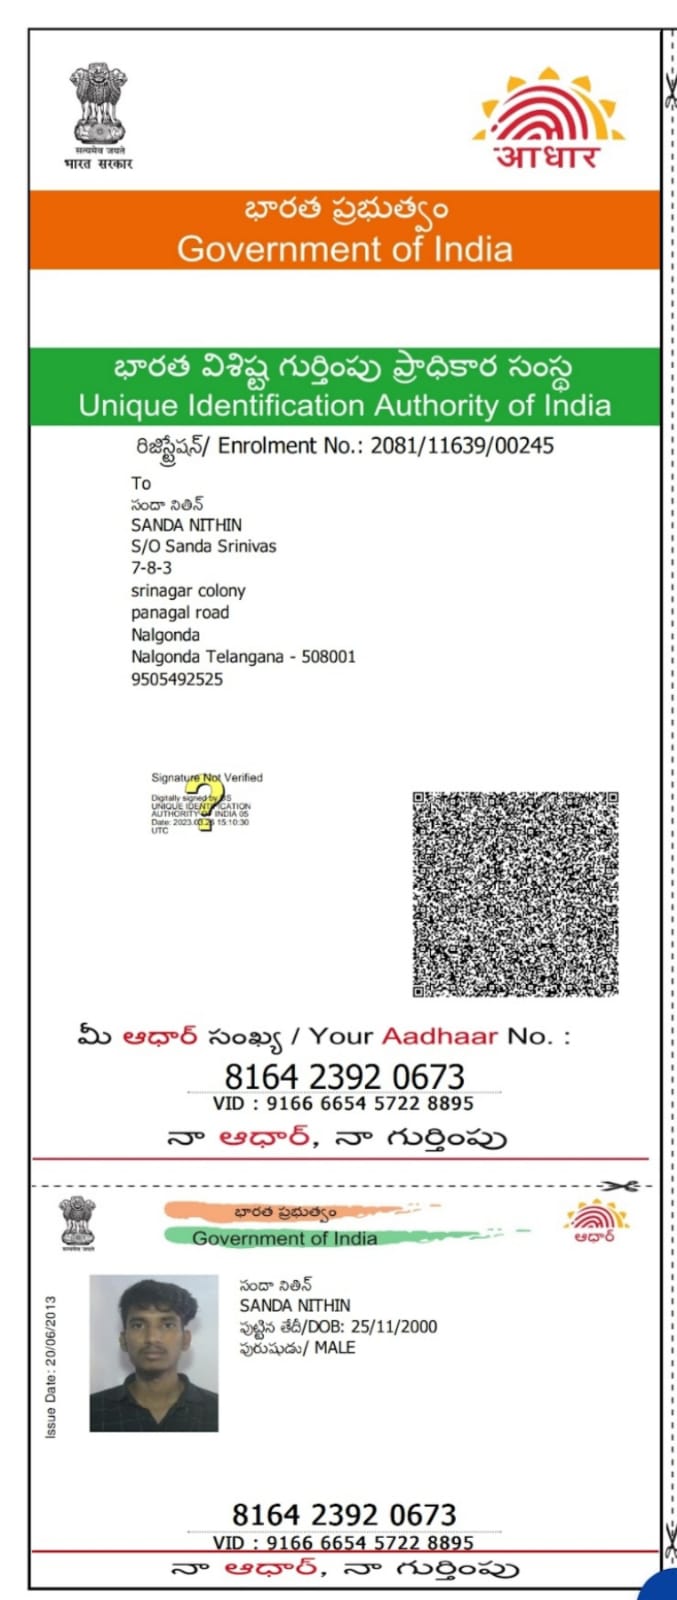 सत्यमेव जयते
भारत सरकार
आधार
భారత ప్రభుత్వం
Government of India
భారత విశిష్ట గుర్తింపు ప్రాధికార సంస్థ
Unique Identification Authority of India
రిజిస్ట్రేషన్/ Enrolment No.: 2081/11639/00245
To
సందా నితిన్
SANDA NITHIN
S/O Sanda Srinivas
7-8-3
srinagar colony
panagal road
Nalgonda
Nalgonda Telangana - 508001
9505492525
Signature Not Verified
Digitally signed by DS
UNIQUE IDENTIFICATION
AUTHORITY OF INDIA 05
Date: 2023.03.26 15:10:30
UTC
మీ ఆధార్ సంఖ్య / Your Aadhaar No. :
8164 2392 0673
VID : 9166 6654 5722 8895
నా ఆధార్, నా గుర్తింపు
భారత ప్రభుత్వం
Government of India
ఆధార్
Issue Date: 20/06/2013
సందా నితిన్
SANDA NITHIN
పుట్టిన తేదీ/DOB: 25/11/2000
పురుషుడు/ MALE
8164 2392 0673
VID : 9166 6654 5722 8895
నా ఆధార్, నా గుర్తింపు